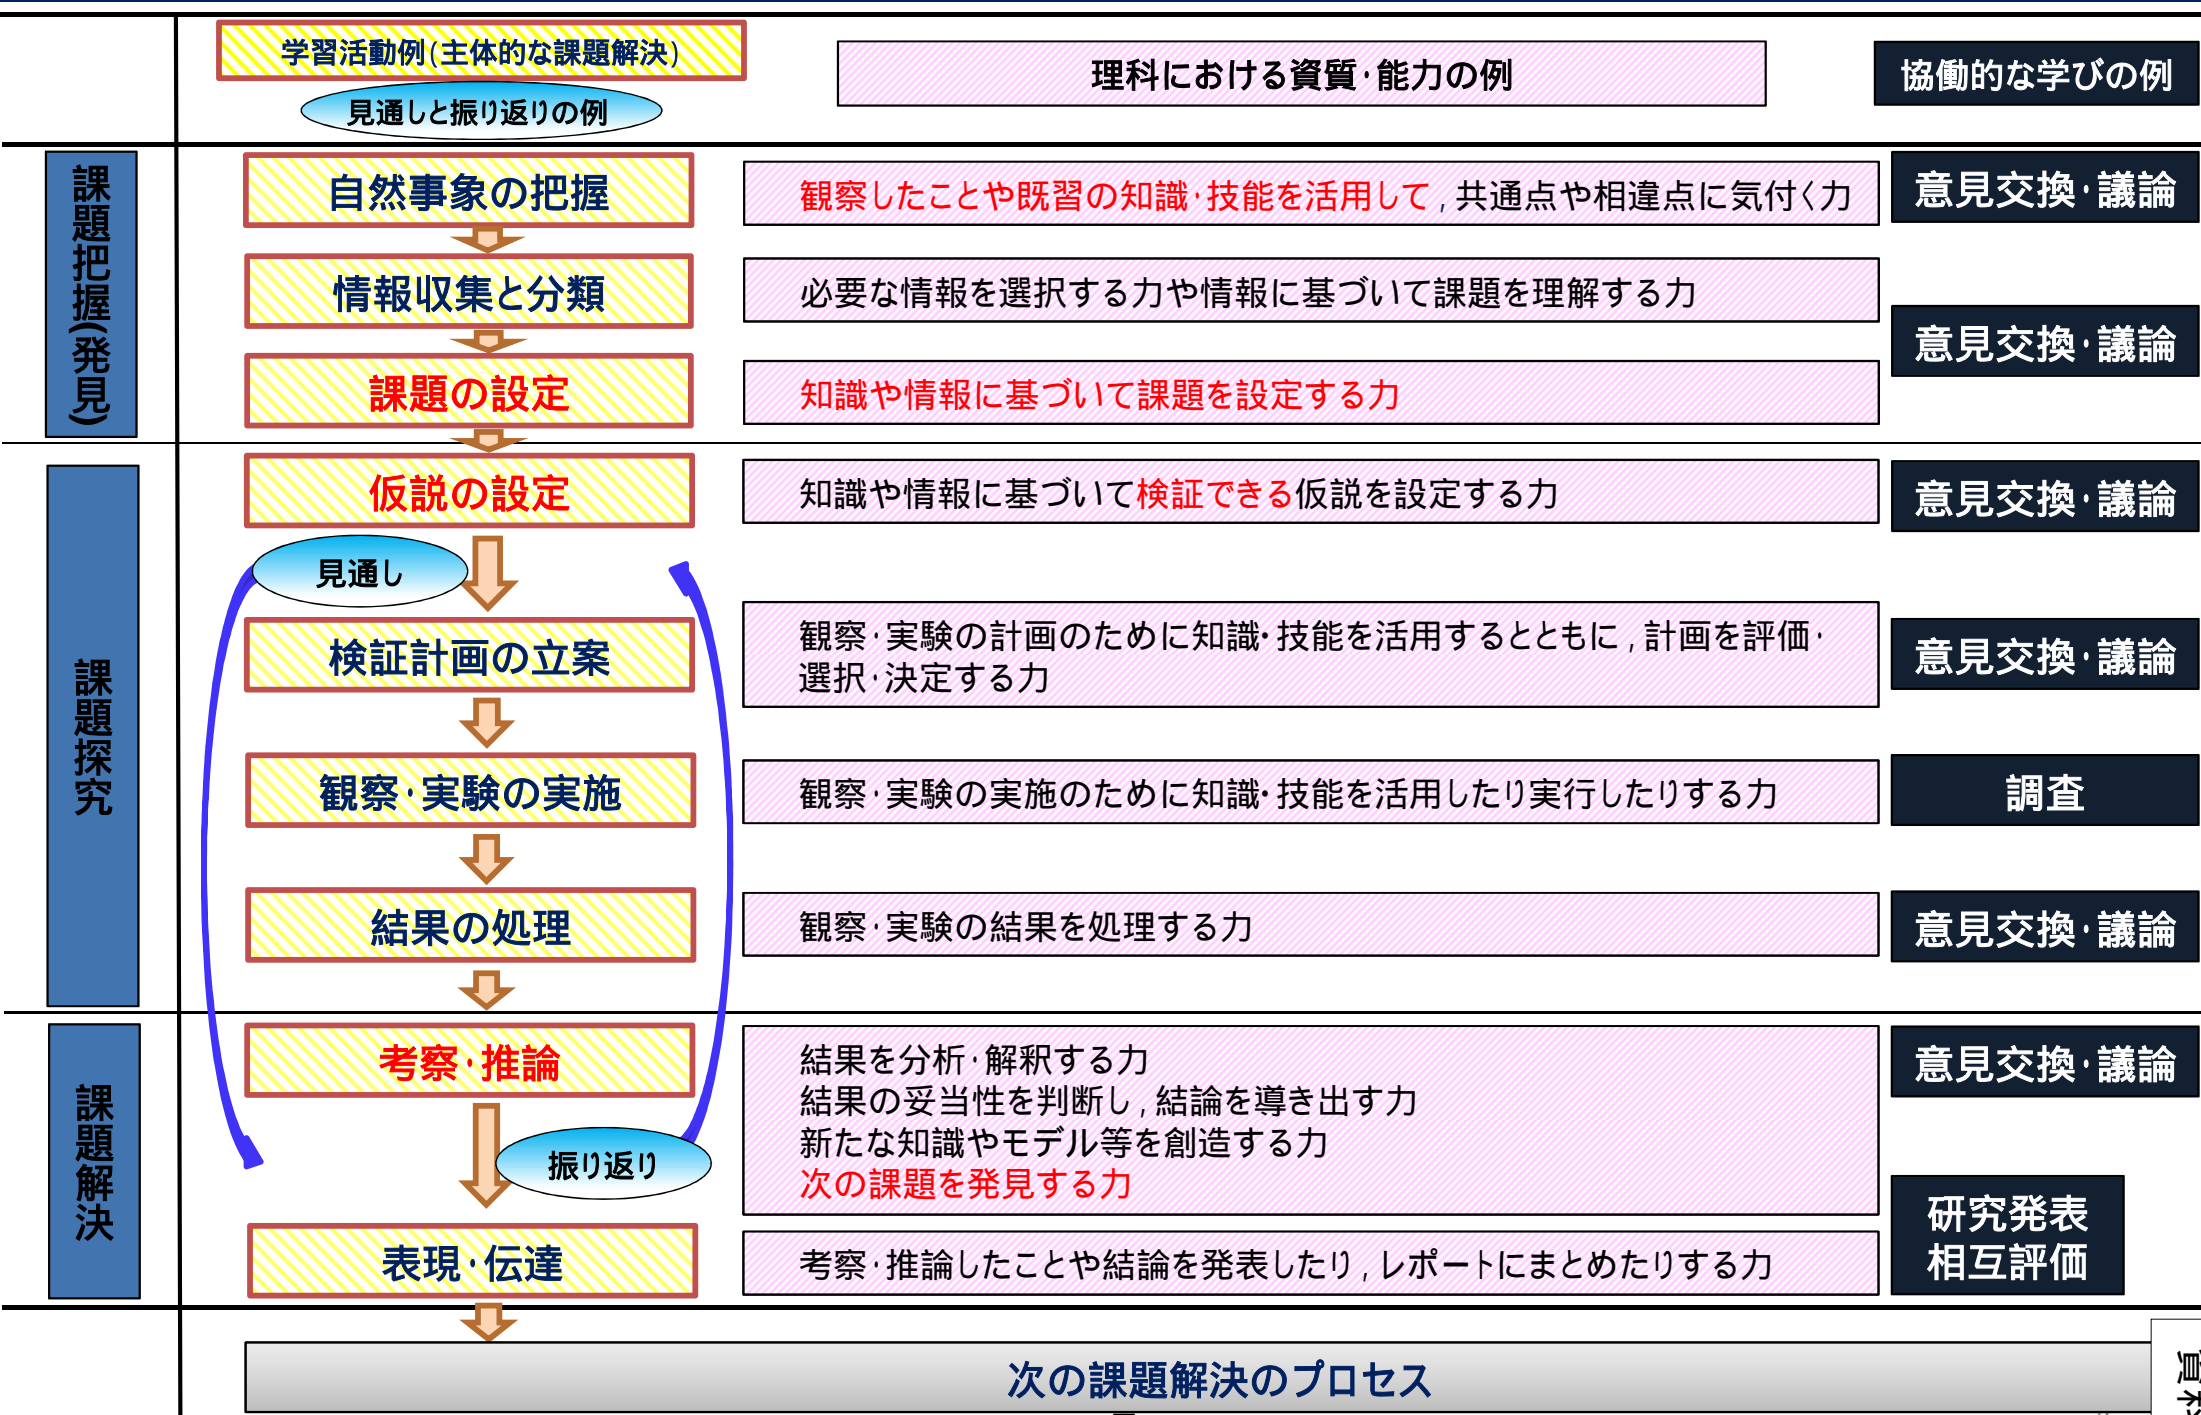 学習活動例(主体的な課題解決)
見通しと振り返りの例
理科における資質・能力の例
協働的な学びの例
課題把握(発見)
自然事象の把握
観察したことや既習の知識・技能を活用して,共通点や相違点に気付く力
意見交換・議論
情報収集と分類
必要な情報を選択する力や情報に基づいて課題を理解する力
意見交換・議論
課題の設定
知識や情報に基づいて課題を設定する力
課題探究
仮説の設定
知識や情報に基づいて検証できる仮説を設定する力
意見交換・議論
見通し
検証計画の立案
観察・実験の計画のために知識・技能を活用するとともに,計画を評価・
選択・決定する力
意見交換・議論
観察・実験の実施
観察・実験の実施のために知識・技能を活用したり実行したりする力
調査
結果の処理
観察・実験の結果を処理する力
意見交換・議論
課題解決
考察・推論
結果を分析・解釈する力
結果の妥当性を判断し,結論を導き出す力
新たな知識やモデル等を創造する力
次の課題を発見する力
意見交換・議論
振り返り
研究発表
相互評価
表現・伝達
考察・推論したことや結論を発表したり,レポートにまとめたりする力
次の課題解決のプロセス